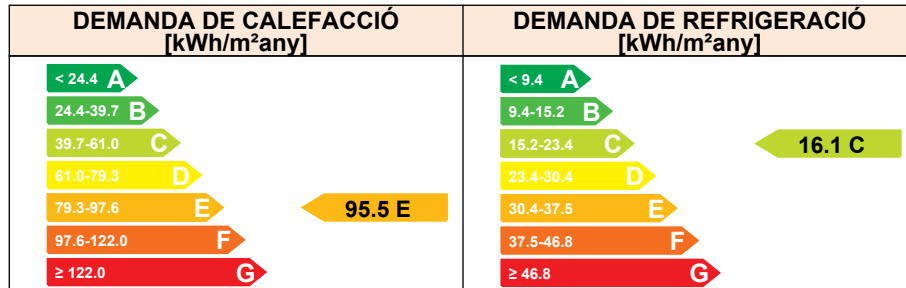 DEMANDA DE CALEFACCIÓ
[kWh/m²any]
< 24.4 A
24.4-39.7 B
39.7-61.0 C
61.0-79.3 D
79.3-97.6 E
95.5 E
97.6-122.0 F
≥ 122.0 G
DEMANDA DE REFRIGERACIÓ
[kWh/m²any]
< 9.4 A
9.4-15.2 B
15.2-23.4 C
16.1 C
23.4-30.4 D
30.4-37.5 E
37.5-46.8 F
≥ 46.8 G